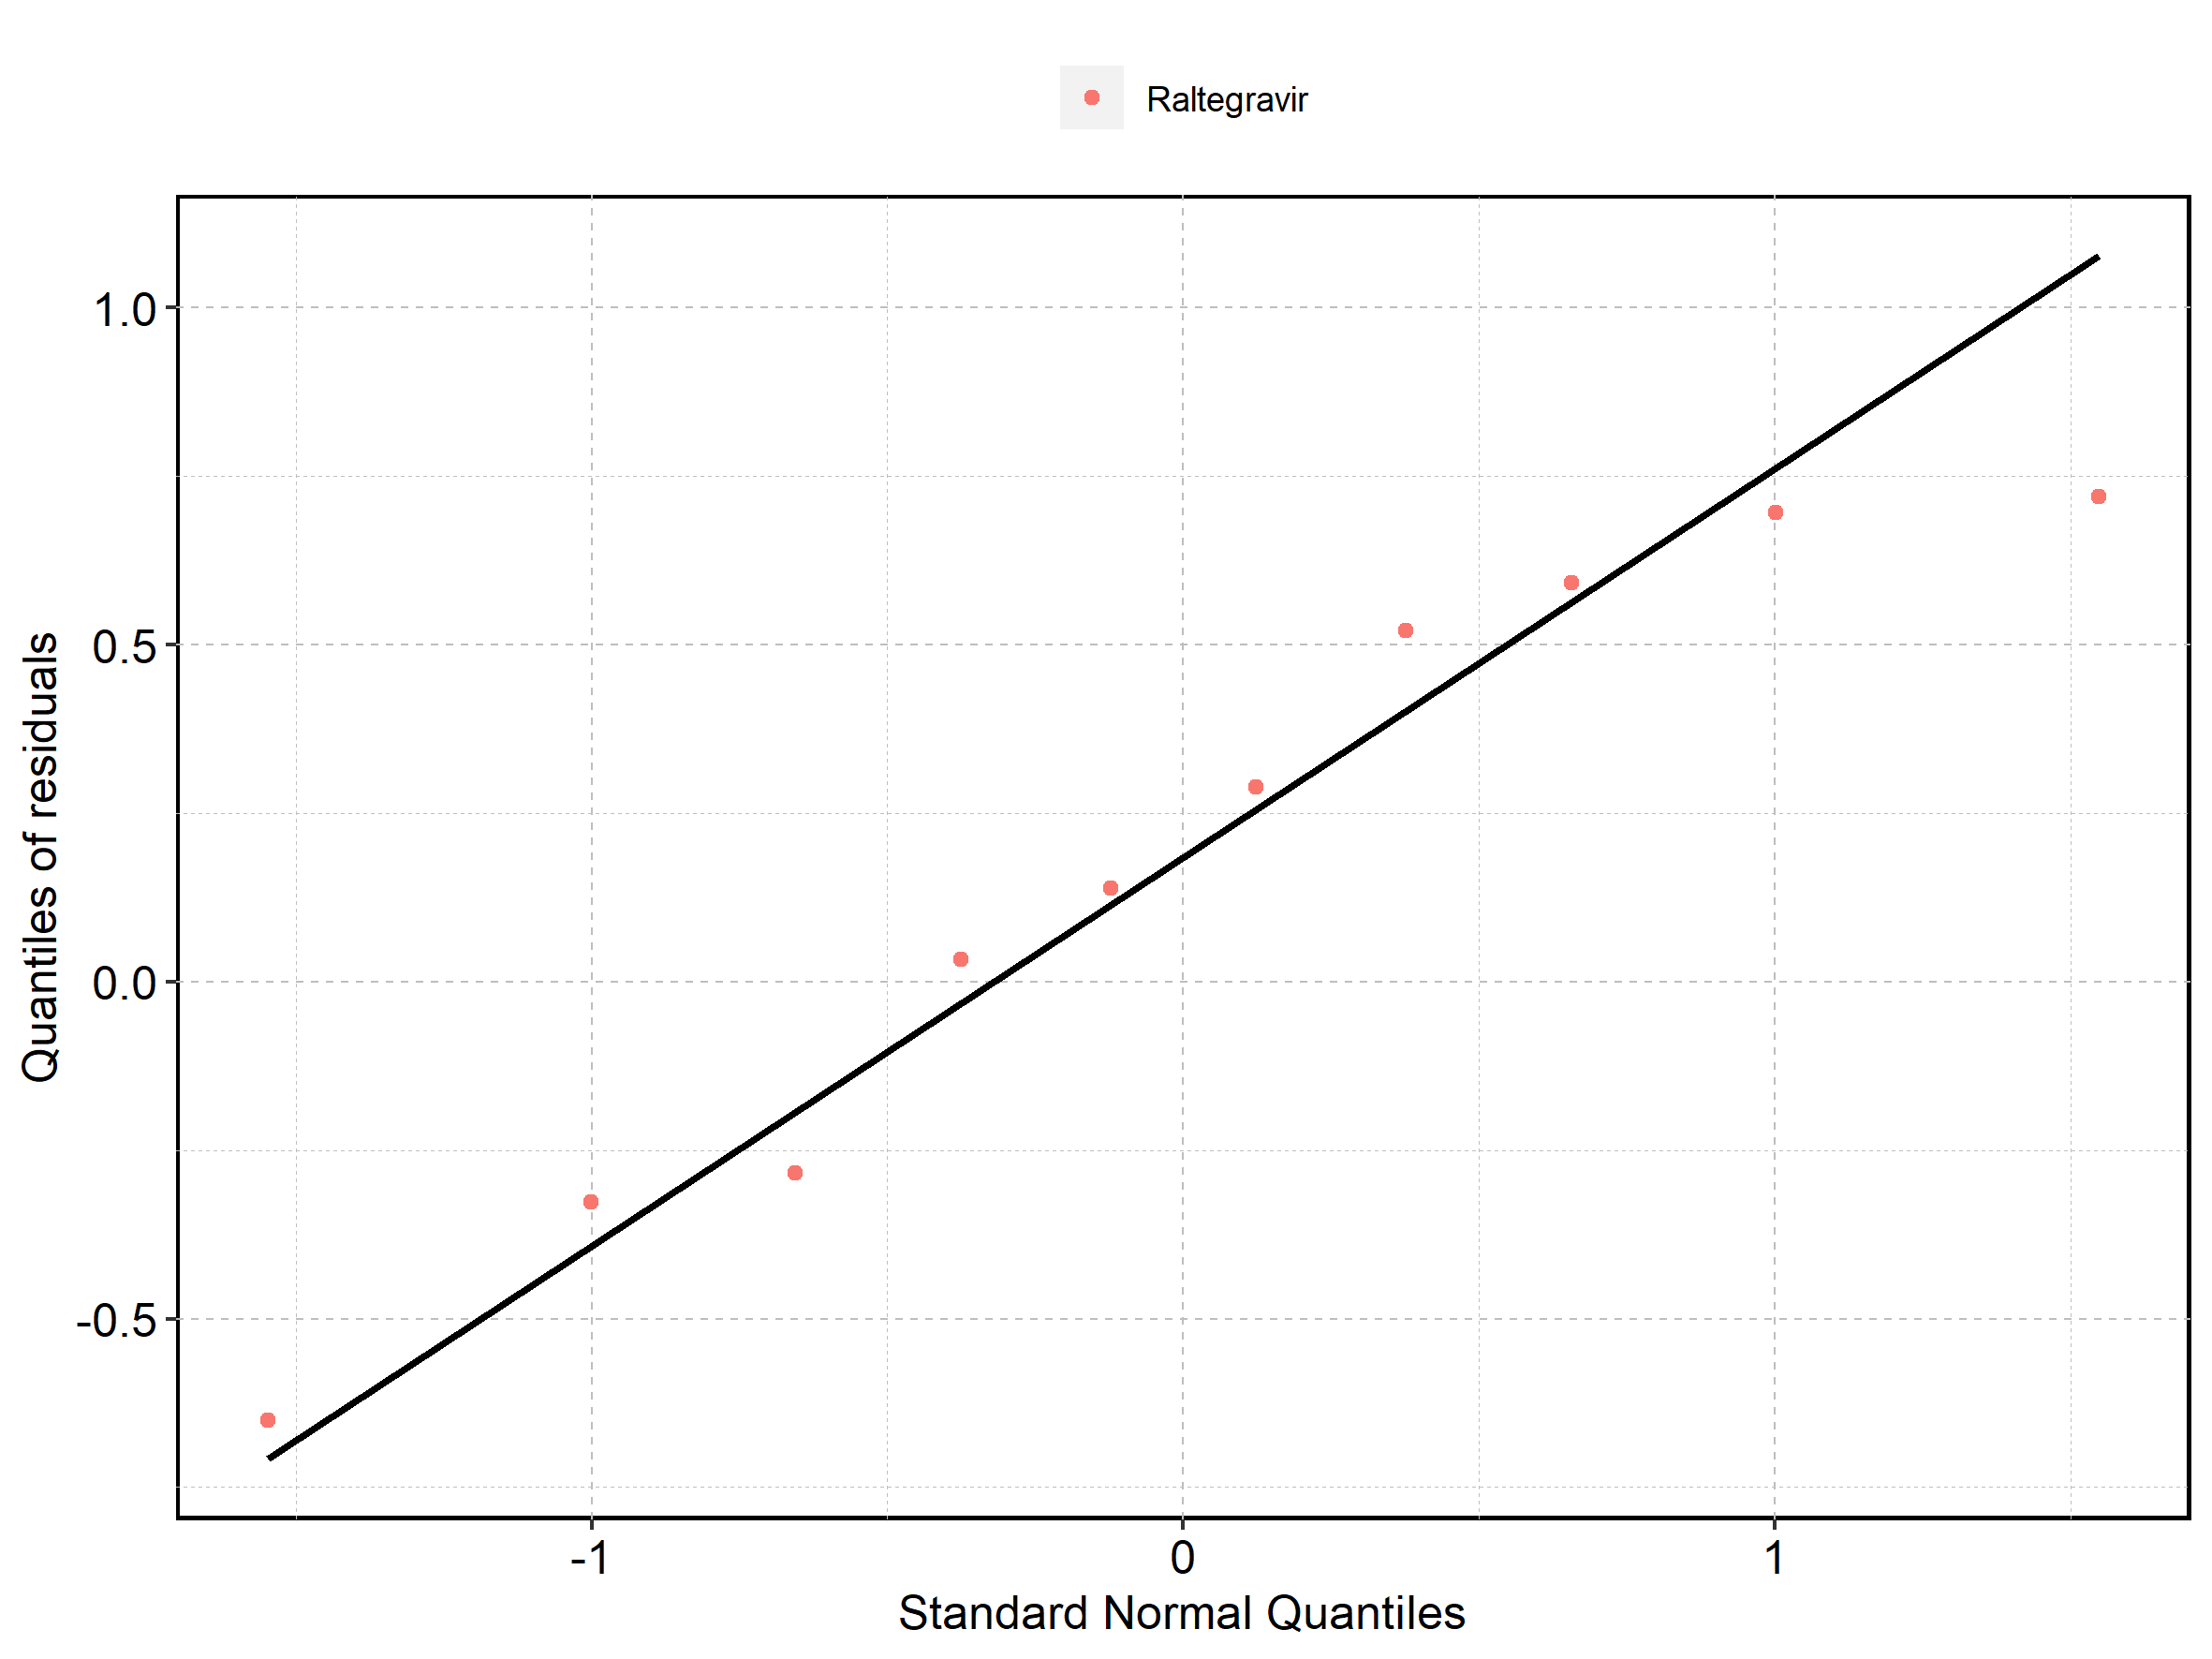 Raltegravir
1.0
0.5
0.0
-0.5
Quantiles of residuals
-1 0 1
Standard Normal Quantiles